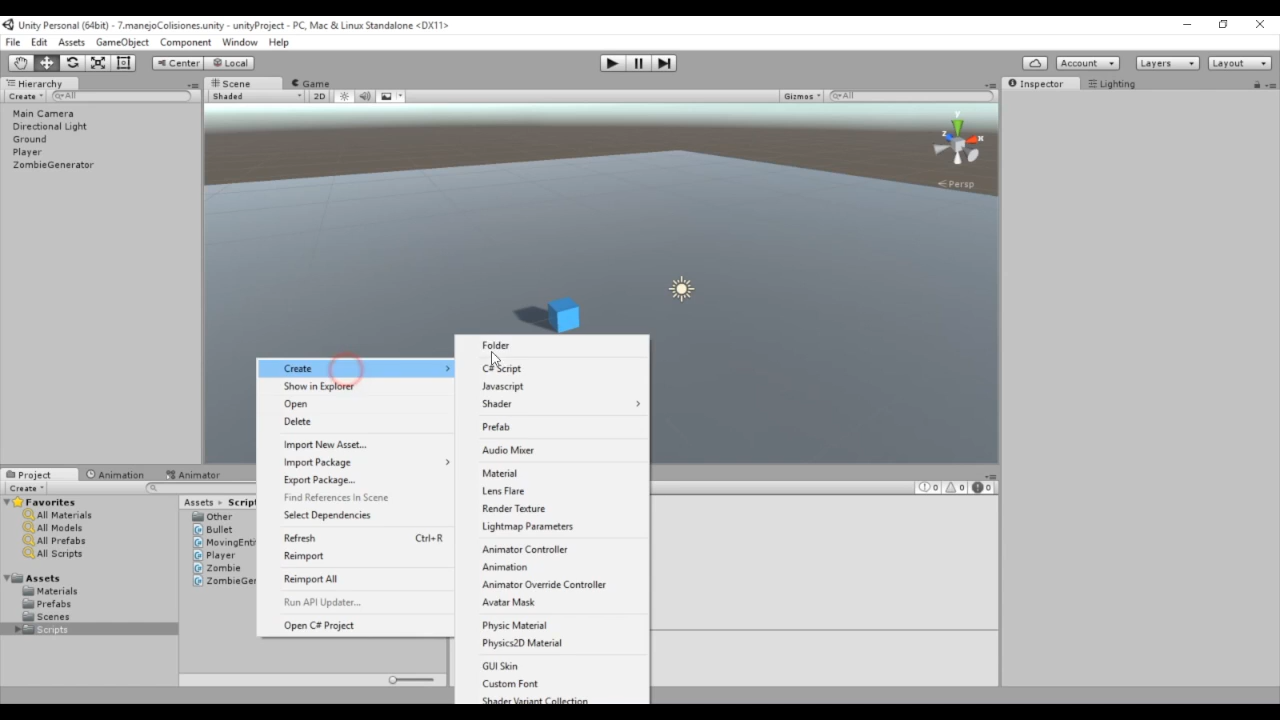 Unity Personal (64bit) - 7.manejoColisiones.unity - unityProject - PC, Mac & Linux Standalone <DX11>
File Edit Assets GameObject Component Window Help
Center Local Account Layers Layout
Hierarchy Scene Game Inspector Lighting
Create All Shaded 2D Gizmos All
Main Camera
Directional Light
Ground
Player
ZombieGenerator
y
z x
Persp
Create
Show in Explorer
Open
Delete
Import New Asset...
Import Package
Export Package...
Find References In Scene
Select Dependencies
Refresh Ctrl+R
Reimport
Reimport All
Run API Updater...
Open C# Project
Folder
C# Script
Javascript
Shader
Prefab
Audio Mixer
Material
Lens Flare
Render Texture
Lightmap Parameters
Animator Controller
Animation
Animator Override Controller
Avatar Mask
Physic Material
Physics2D Material
GUI Skin
Custom Font
Shader Variant Collection
Project Animation Animator
Create 0 0 0
Favorites
All Materials
All Models
All Prefabs
All Scripts
Assets
Materials
Prefabs
Scenes
Scripts
Assets Script
Other
Bullet
MovingEnti
Player
Zombie
ZombieGer